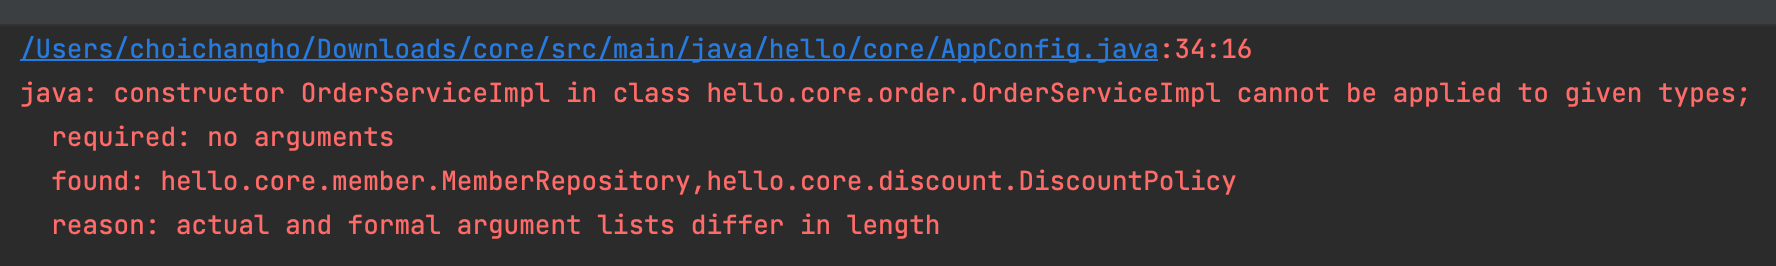 /Users/choichangho/Downloads/core/src/main/java/hello/core/AppConfig.java:34:16
java: constructor OrderServiceImpl in class hello.core.order.OrderServiceImpl cannot be applied to given types;
required: no arguments
found: hello.core.member.MemberRepository,hello.core.discount.DiscountPolicy
reason: actual and formal argument lists differ in length